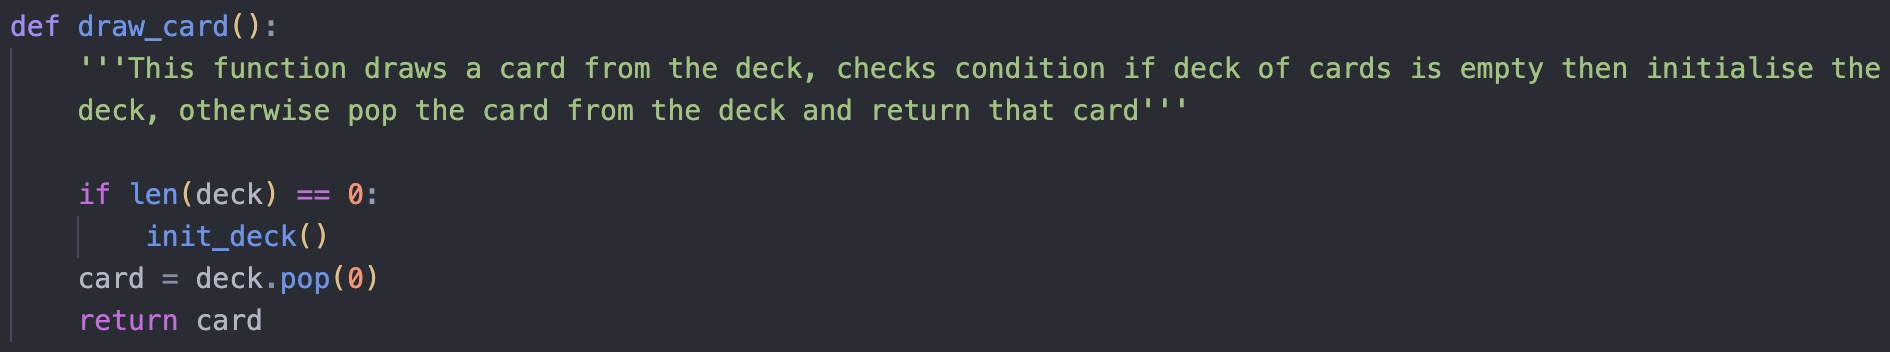 def draw_card():
    '''This function draws a card from the deck, checks condition if deck of cards is empty then initialise the
    deck, otherwise pop the card from the deck and return that card'''

    if len(deck) == 0:
        init_deck()
    card = deck.pop(0)
    return card